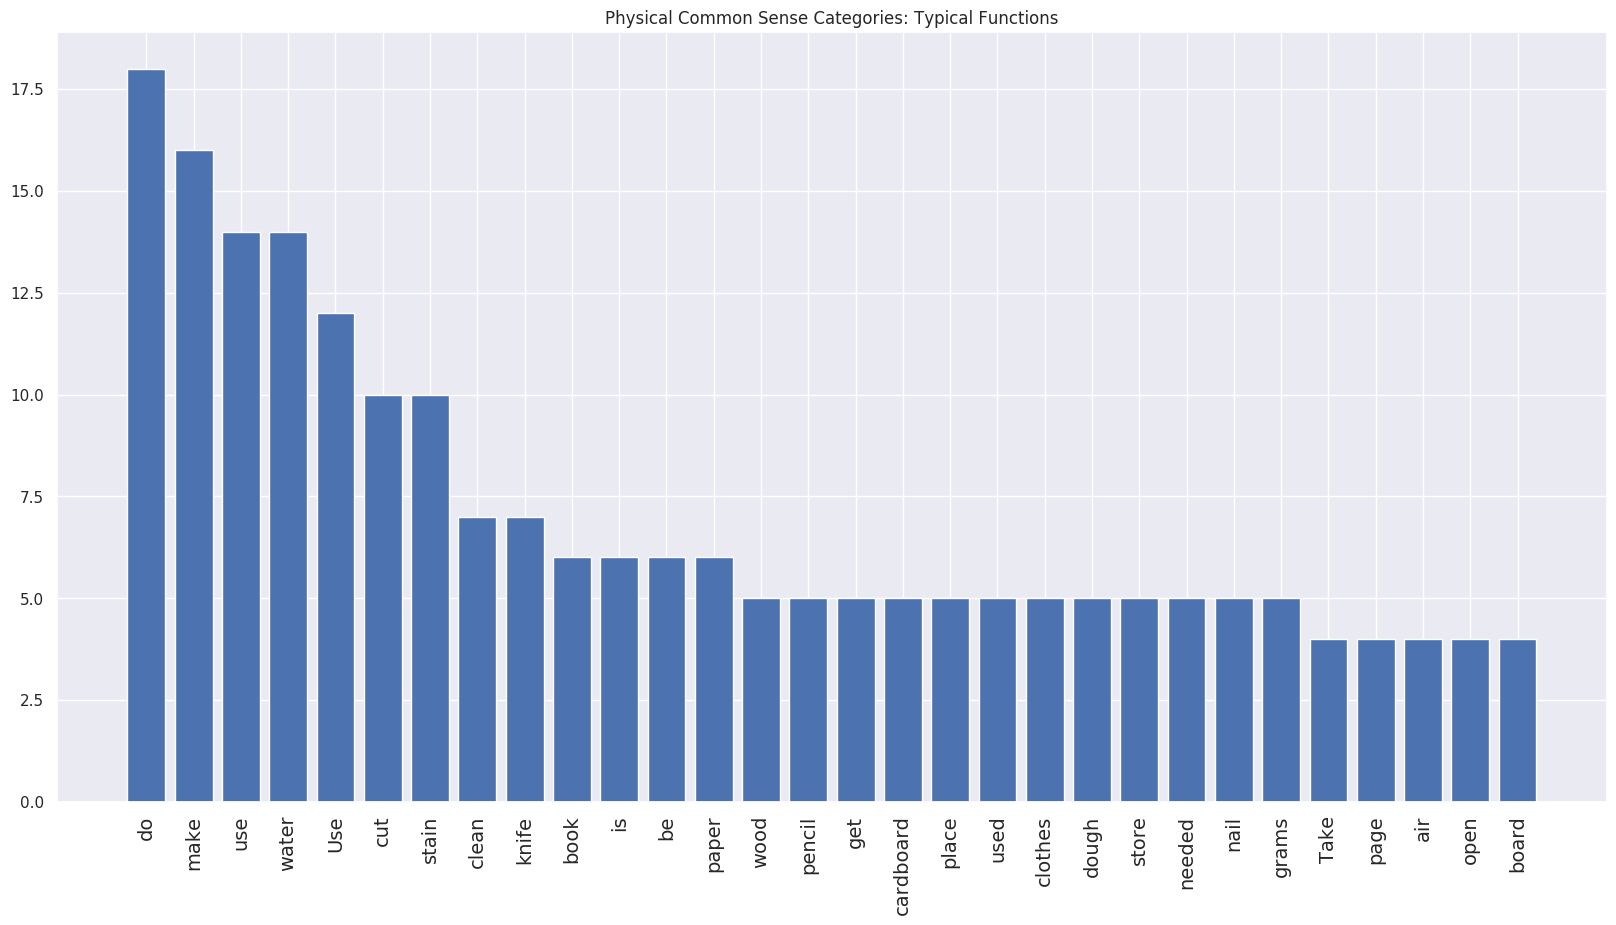 Physical Common Sense Categories: Typical Functions
17.5
15.0
12.5
10.0
7.5
5.0
2.5
0.0
do
make
use
water
Use
cut
stain
clean
knife
book
is
be
paper
wood
pencil
get
cardboard
place
used
clothes
dough
store
needed
nail
grams
Take
page
air
open
board